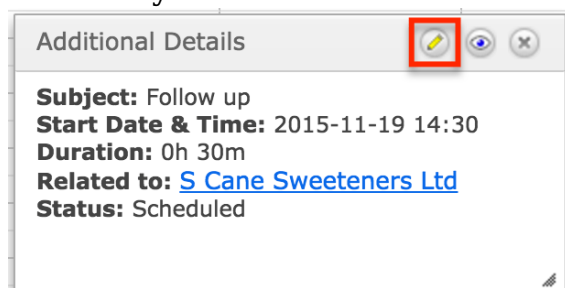 Additional Details
Subject: Follow up
Start Date & Time: 2015-11-19 14:30
Duration: 0h 30m
Related to: S Cane Sweeteners Ltd
Status: Scheduled